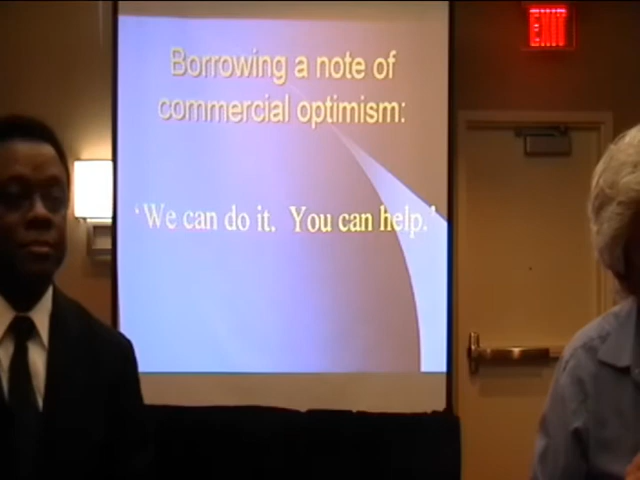 Borrowing a note of
commercial optimism:
'We can do it. You can help.'
EXIT